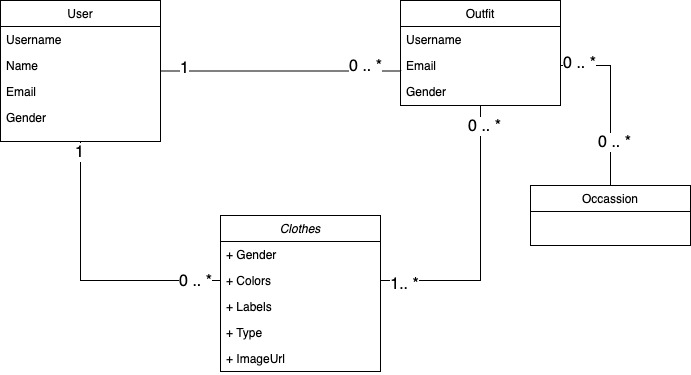 User
Username
Name
Email
Gender
1
0 .. *
Outfit
Username
Email
Gender
0 .. *
0 .. *
0 .. *
Occassion
1
Clothes
+ Gender
+ Colors
+ Labels
+ Type
+ ImageUrl
0 .. *
1.. *